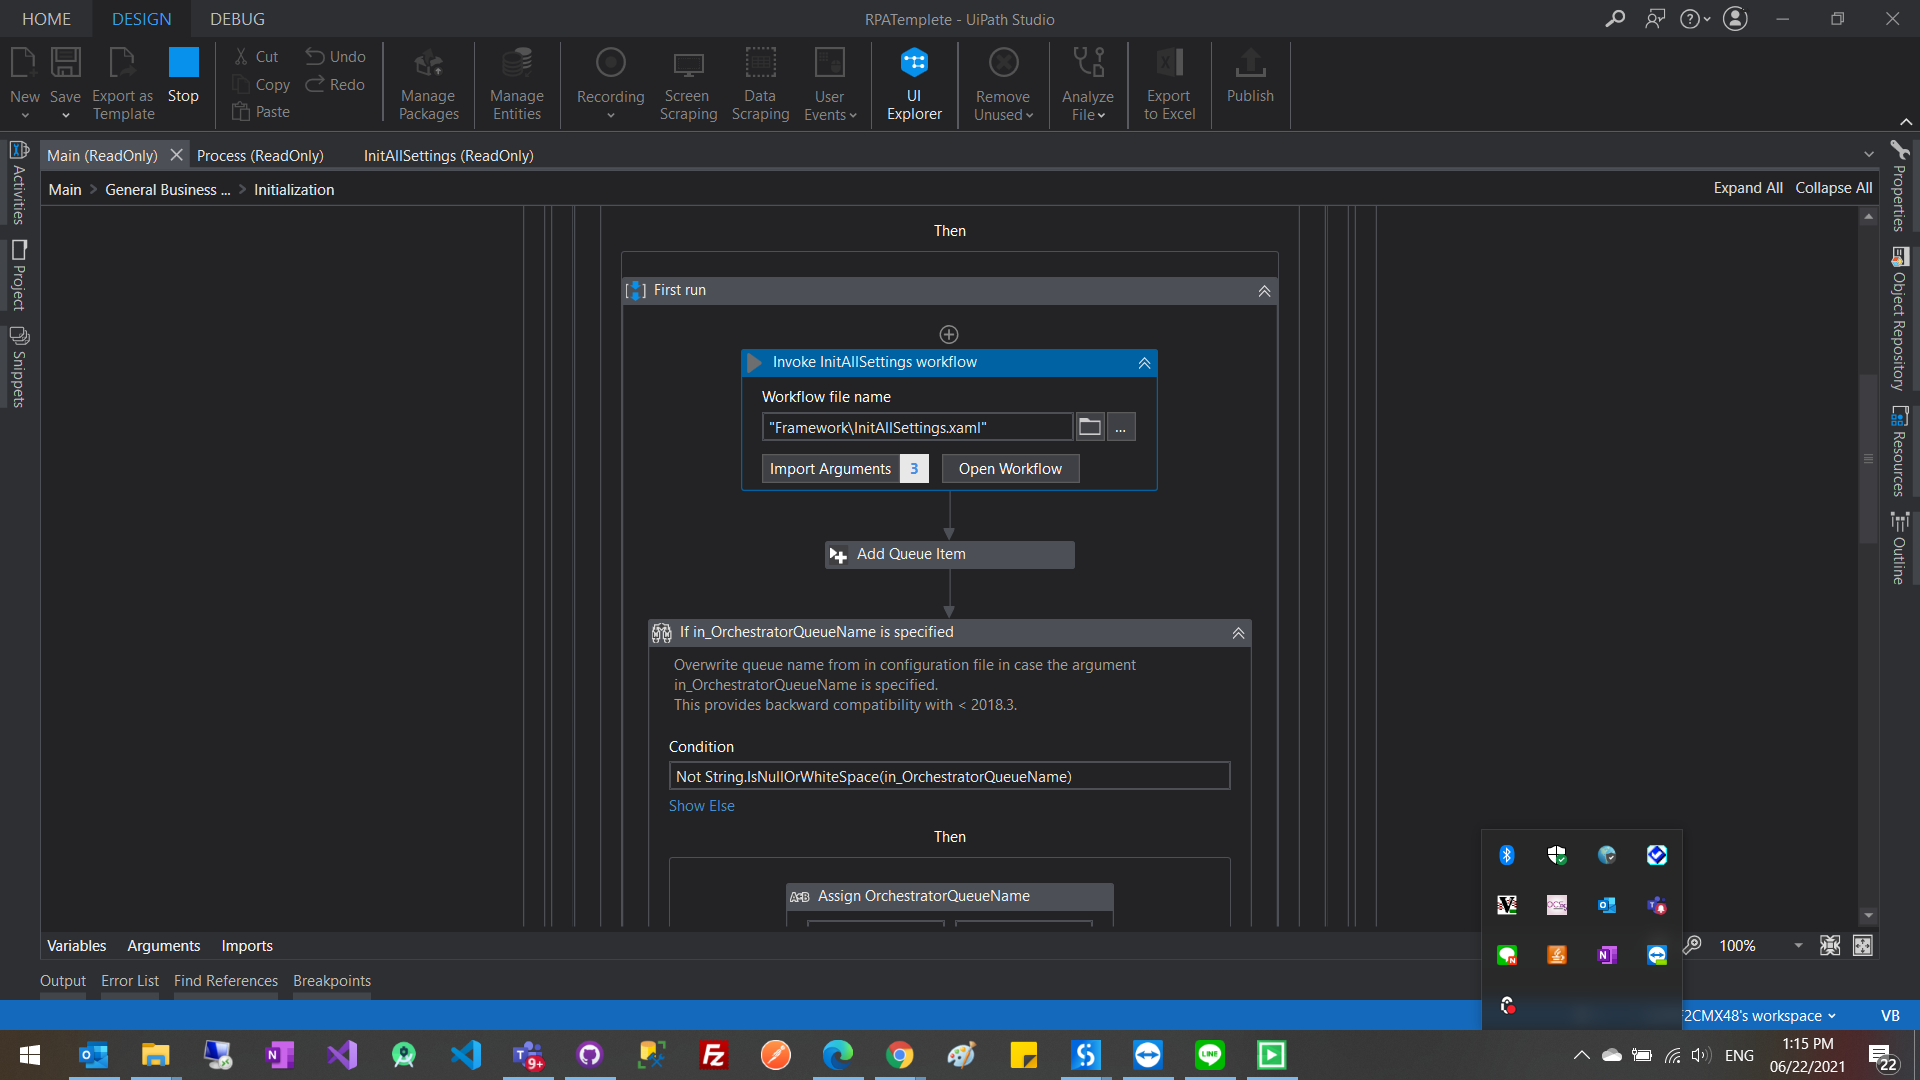 HOME DESIGN DEBUG
RPATemplete - UiPath Studio
New
Save
Export as
Template
Stop
Cut
Copy
Paste
Undo
Redo
Manage
Packages
Manage
Entities
Recording
Screen
Scraping
Data
Scraping
User
Events
UI
Explorer
Remove
Unused
Analyze
File
Export
to Excel
Publish
Main (ReadOnly)
Process (ReadOnly)
InitAllSettings (ReadOnly)
Main > General Business ... > Initialization
Expand All Collapse All
Activities
Project
Snippets
Properties
Object Repository
Resources
Outline
Then
First run
Invoke InitAllSettings workflow
Workflow file name
"Framework\InitAllSettings.xaml"
...
Import Arguments 3
Open Workflow
Add Queue Item
If in_OrchestratorQueueName is specified
Overwrite queue name from in configuration file in case the argument
in_OrchestratorQueueName is specified.
This provides backward compatibility with < 2018.3.
Condition
Not String.IsNullOrWhiteSpace(in_OrchestratorQueueName)
Show Else
Then
A+B Assign OrchestratorQueueName
Variables Arguments Imports
100%
Output Error List Find References Breakpoints
2CMX48's workspace
VB
9+
ENG
1:15 PM
06/22/2021
22